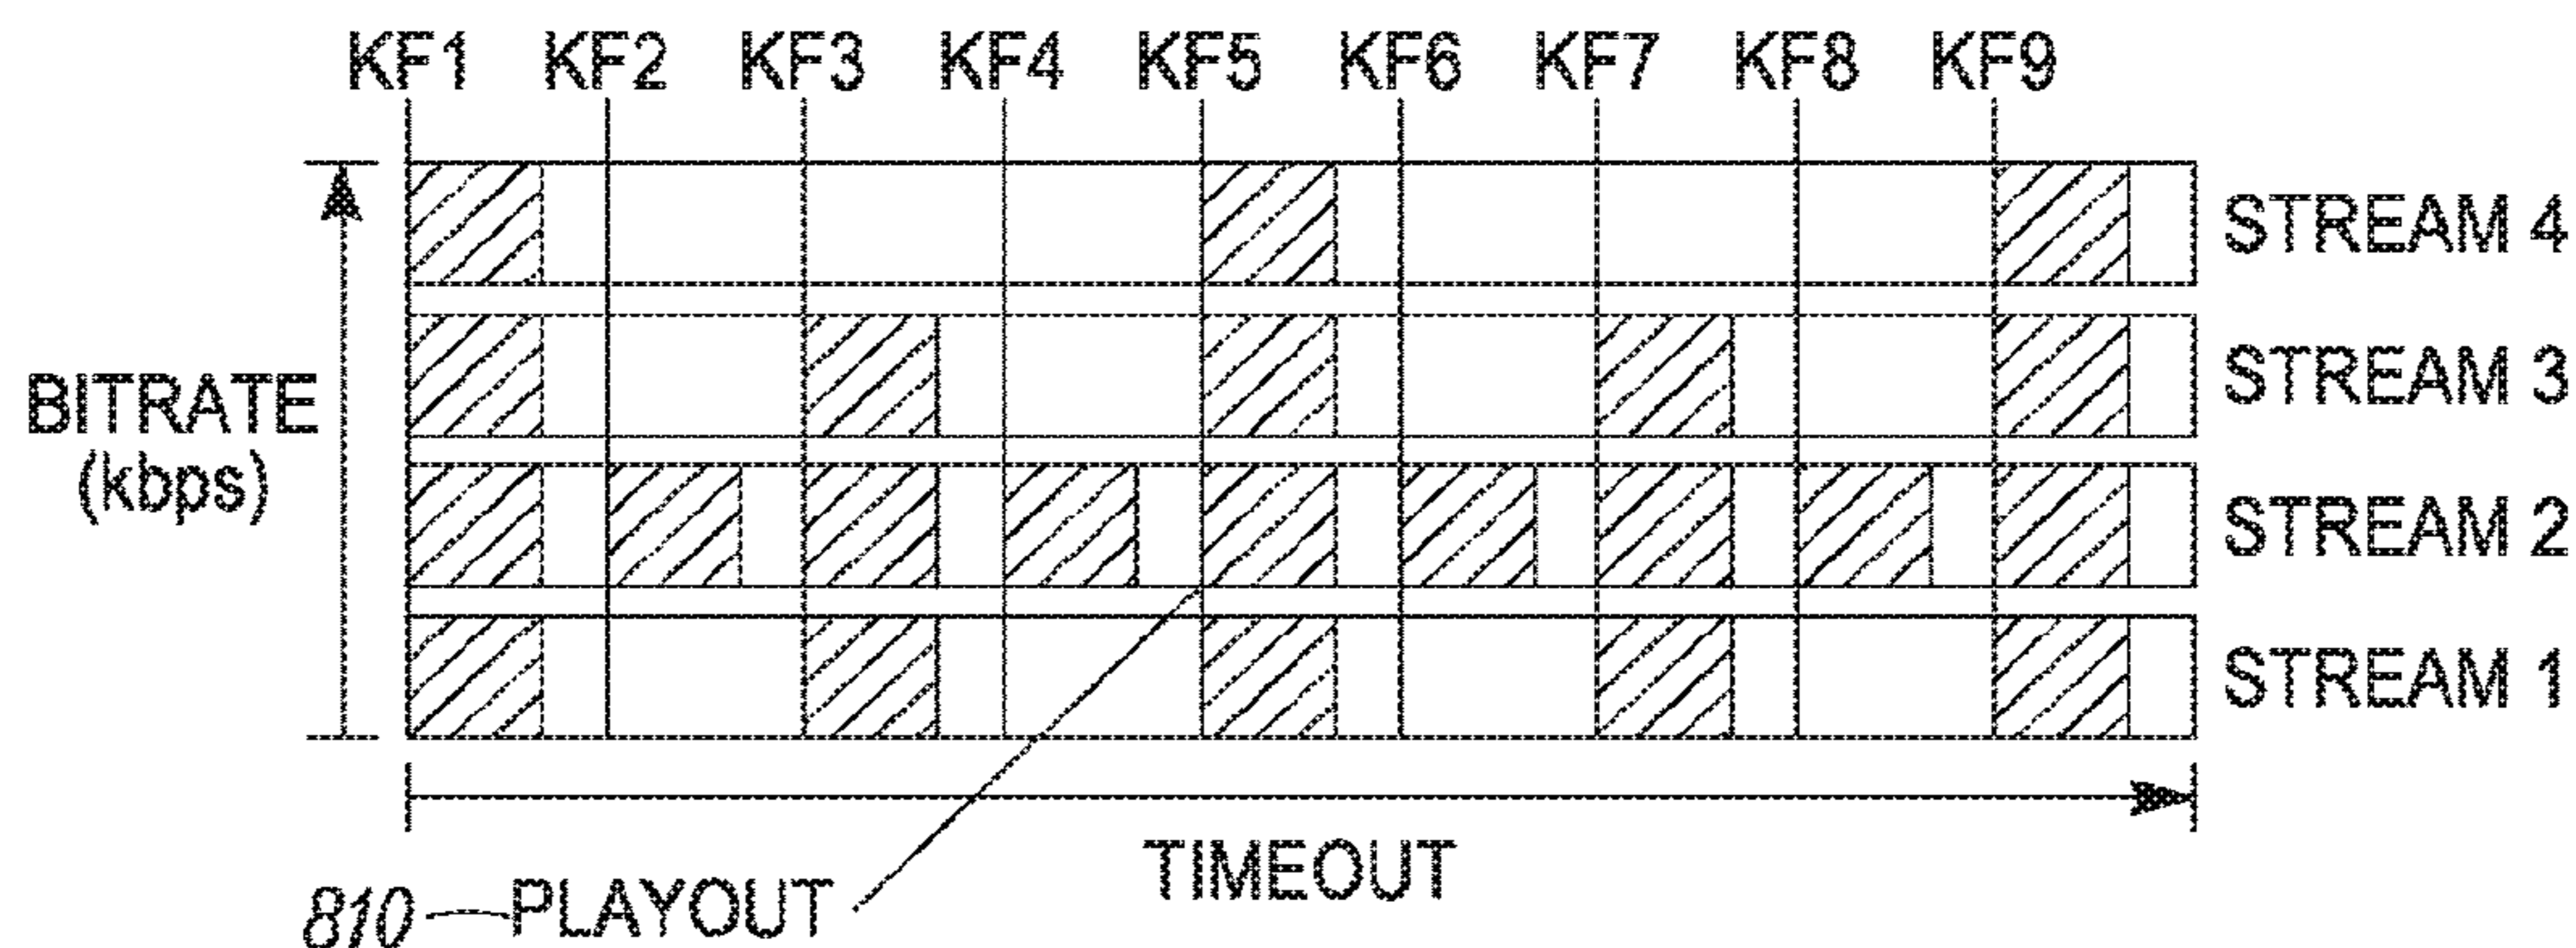 KF1 KF2 KF3 KF4 KF5 KF6 KF7 KF8 KF9
STREAM 4
STREAM 3
BITRATE
(kbps)
STREAM 2
STREAM 1
TIMEOUT
810 PLAYOUT